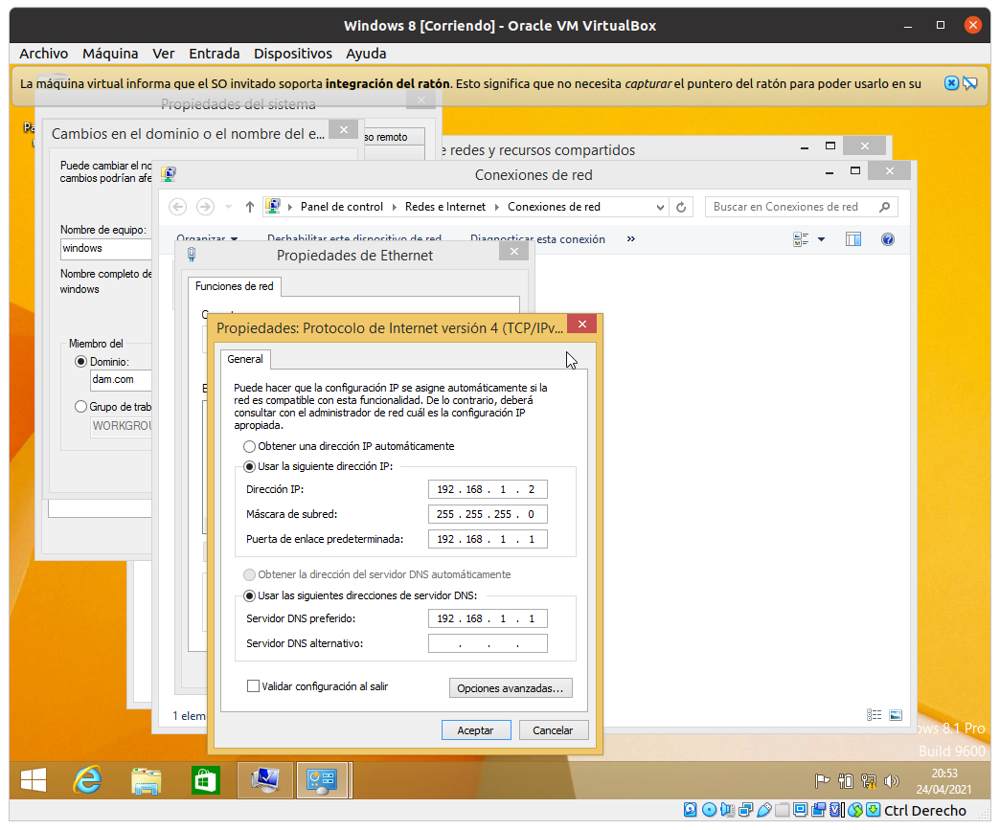 Windows 8 [Corriendo] - Oracle VM VirtualBox
Archivo Máquina Ver Entrada Dispositivos Ayuda
La máquina virtual informa que el SO invitado soporta integración del ratón. Esto significa que no necesita capturar el puntero del ratón para poder usarlo en su
Propiedades del sistema
Cambios en el dominio o el nombre del e...
so remoto
e redes y recursos compartidos
Puede cambiar el no
cambios podrían afe
Nombre de equipo:
windows
Nombre completo de
windows
Miembro del
Dominio:
dam.com
Grupo de trab
WORKGROU
Conexiones de red
Panel de control Redes e Internet Conexiones de red
Buscar en Conexiones de red
Organizar Deshabilitar este dispositivo de red Diagnosticar esta conexión »
Propiedades de Ethernet
Funciones de red
Propiedades: Protocolo de Internet versión 4 (TCP/IPv...
General
Puede hacer que la configuración IP se asigne automáticamente si la
red es compatible con esta funcionalidad. De lo contrario, deberá
consultar con el administrador de red cuál es la configuración IP
apropiada.
Obtener una dirección IP automáticamente
Usar la siguiente dirección IP:
Dirección IP: 192 . 168 . 1 . 2
Máscara de subred: 255 . 255 . 255 . 0
Puerta de enlace predeterminada: 192 . 168 . 1 . 1
Obtener la dirección del servidor DNS automáticamente
Usar las siguientes direcciones de servidor DNS:
Servidor DNS preferido: 192 . 168 . 1 . 1
Servidor DNS alternativo: . . .
Validar configuración al salir
Opciones avanzadas...
Aceptar Cancelar
1 elem
ows 8.1 Pro
Build 9600
20:53
24/04/2021
Ctrl Derecho